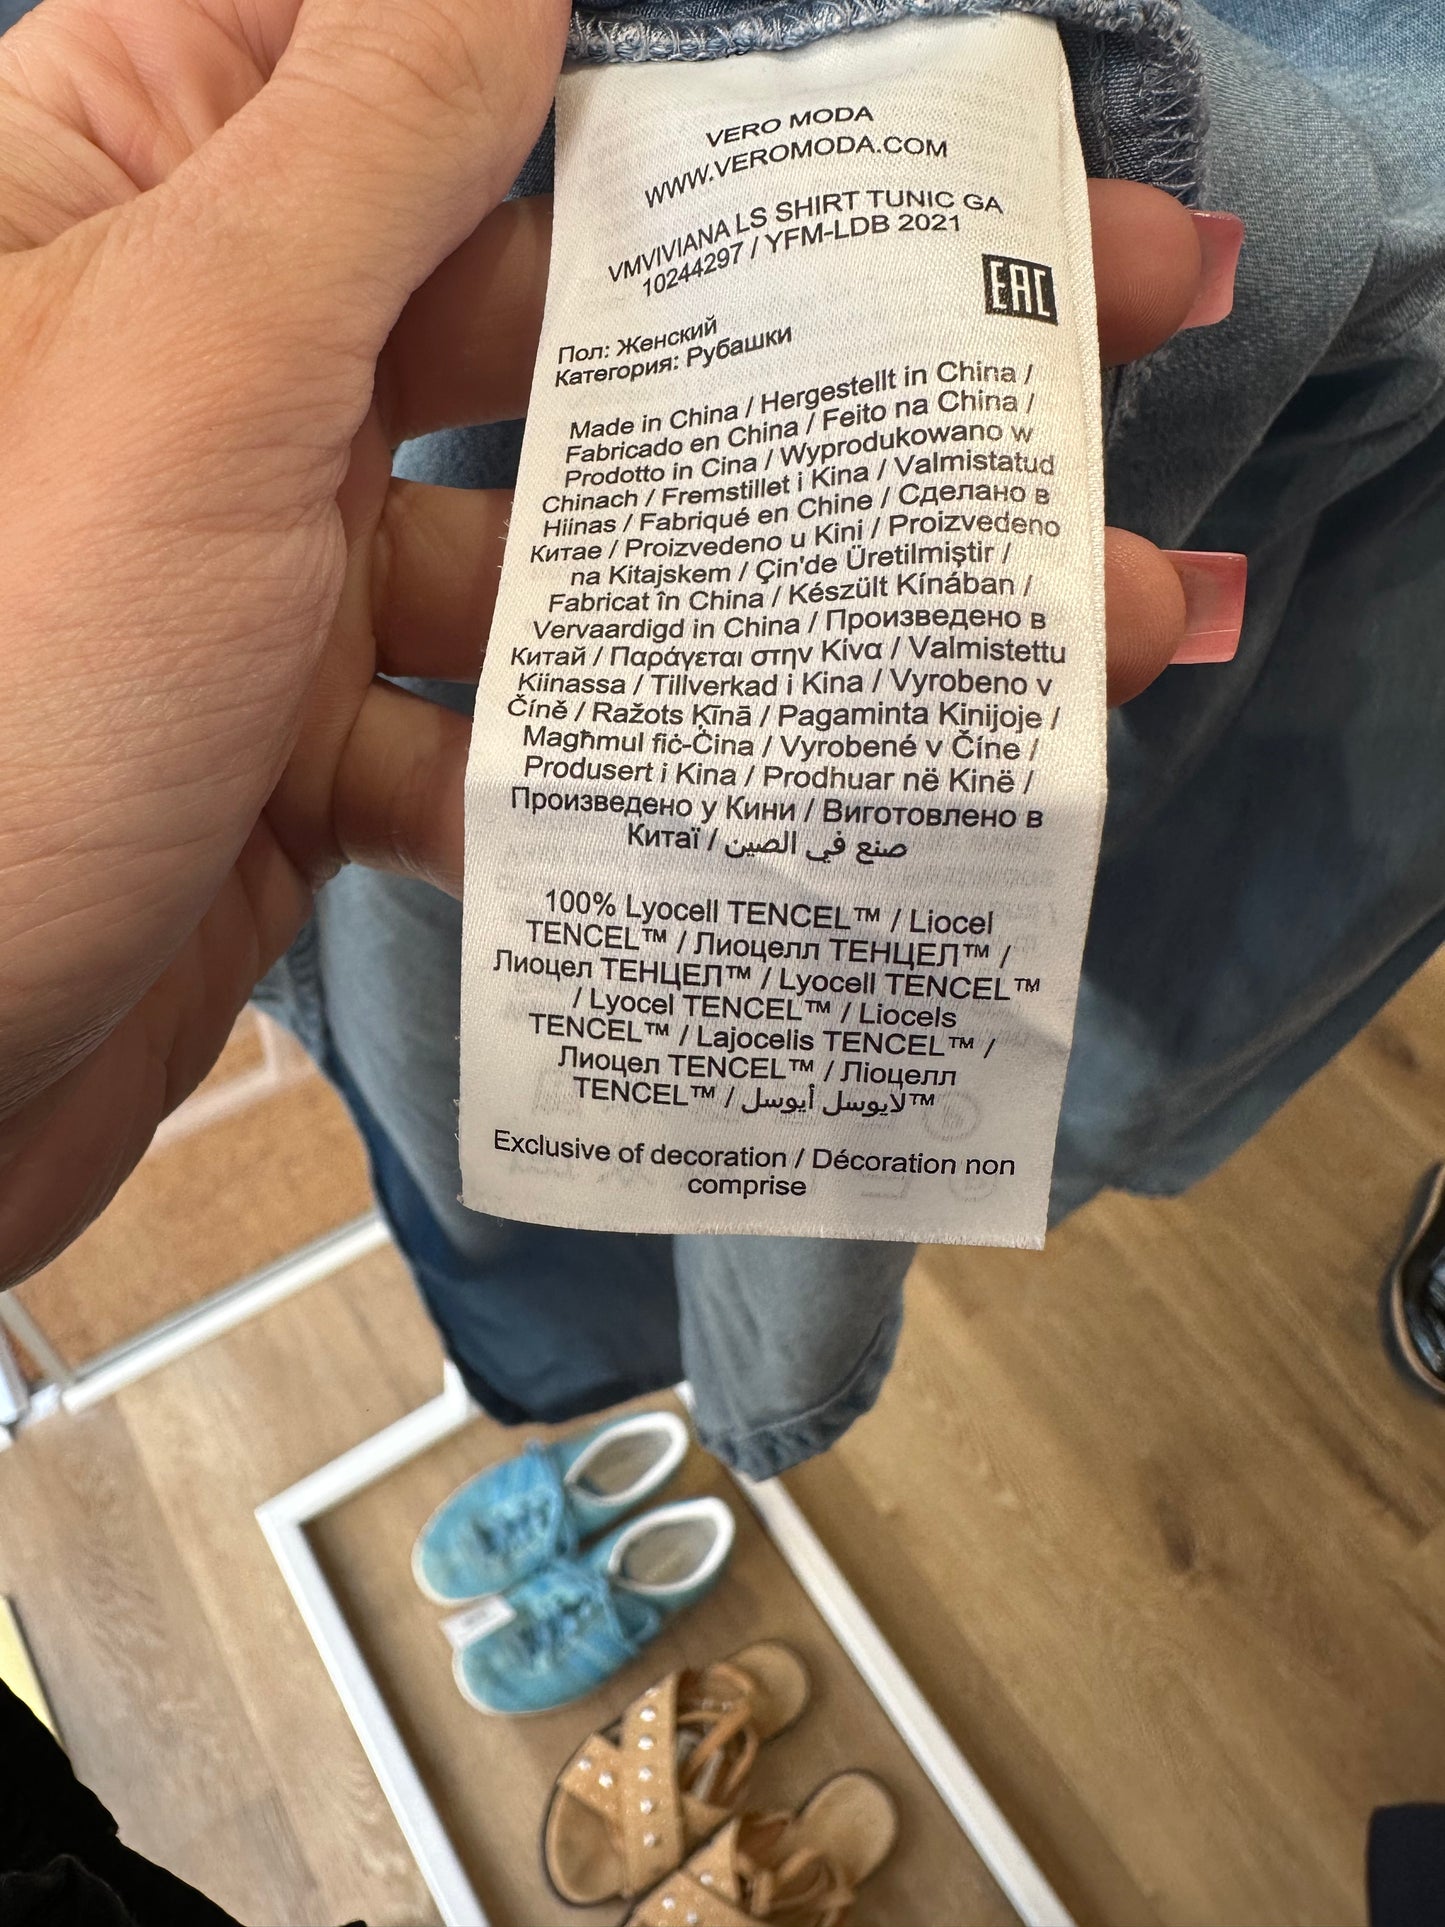 VERO MODA
WWW.VEROMODA.COM
VMVIVIANA LS SHIRT TUNIC GA
10244297 / YFM-LDB 2021
EAC
Пол: Женский
Категория: Рубашки
Made in China / Hergestellt in China /
Fabricado en China / Feito na China /
Prodotto in Cina / Wyprodukowano w
Chinach / Fremstillet i Kina / Valmistatud
Hiinas / Fabriqué en Chine / Сделано в
Китае / Proizvedeno u Kini / Proizvedeno
na Kitajskem / Çin'de Üretilmiştir /
Fabricat în China / Készült Kínában /
Vervaardigd in China / Произведено в
Китай / Παράγεται στην Κίνα / Valmistettu
Kiinassa / Tillverkad i Kina / Vyrobeno v
Číně / Ražots Ķīnā / Pagaminta Kinijoje /
Magħmul fiċ-Ċina / Vyrobené v Číne /
Produsert i Kina / Prodhuar në Kinë /
Произведено у Кини / Виготовлено в
Китаї / صنع في الصين
100% Lyocell TENCEL™ / Liocel
TENCEL™ / Лиоцелл ТЕНЦЕЛ™ /
Лиоцел ТЕНЦЕЛ™ / Lyocell TENCEL™
/ Lyocel TENCEL™ / Liocels
TENCEL™ / Lajocelis TENCEL™ /
Лиоцел TENCEL™ / Ліоцелл
TENCEL™ / لايوسل أيوسل™
Exclusive of decoration / Décoration non
comprise